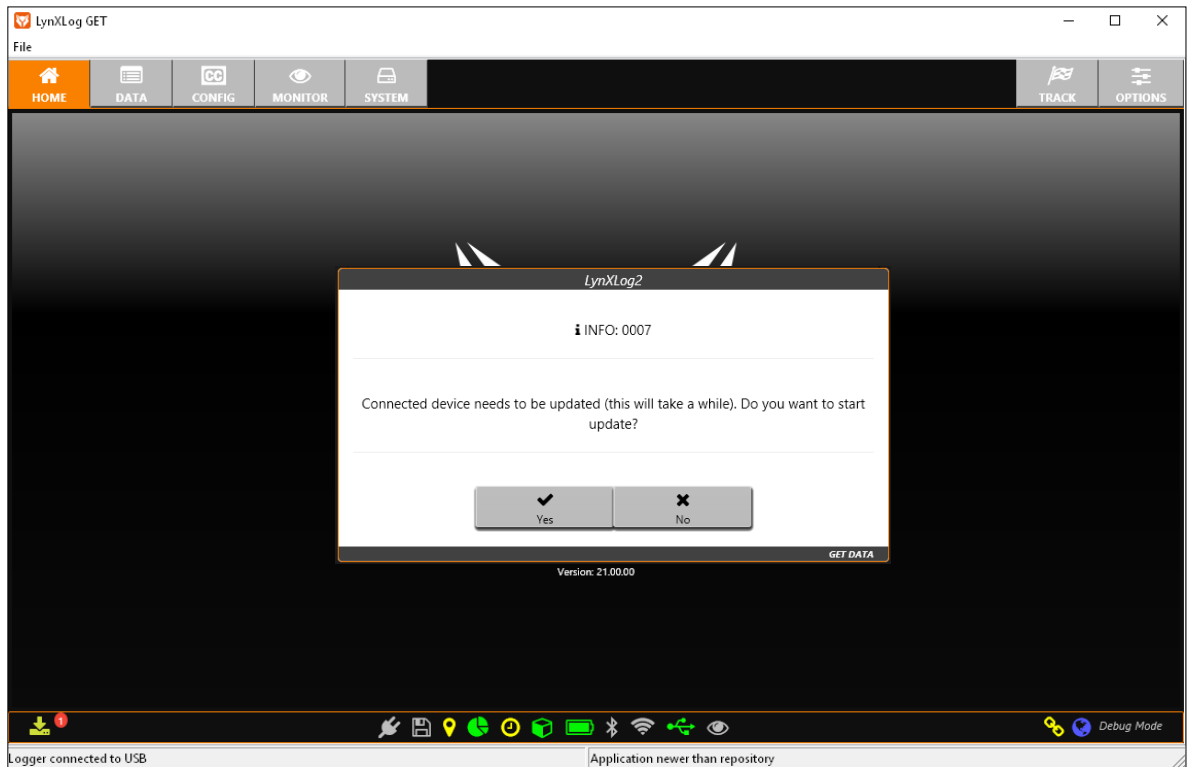 LynXLog GET
File
HOME DATA CC CONFIG MONITOR SYSTEM TRACK OPTIONS
LynXLog2
INFO: 0007
Connected device needs to be updated (this will take a while). Do you want to start
update?
Yes No
GET DATA
Version: 21.00.00
1
Debug Mode
Logger connected to USB Application newer than repository